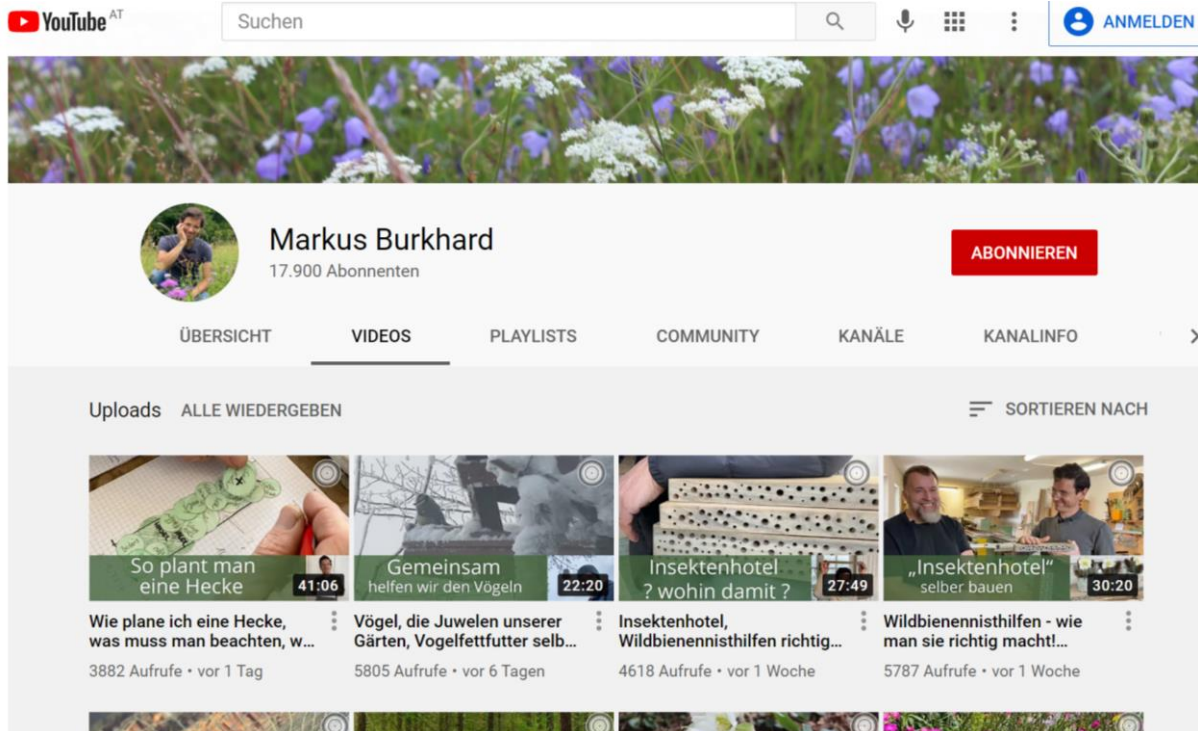 YouTube AT
Suchen
ANMELDEN
Markus Burkhard
17.900 Abonnenten
ABONNIEREN
ÜBERSICHT VIDEOS PLAYLISTS COMMUNITY KANÄLE KANALINFO
Uploads ALLE WIEDERGEBEN
SORTIEREN NACH
So plant man
eine Hecke
41:06
Wie plane ich eine Hecke,
was muss man beachten, w...
3882 Aufrufe • vor 1 Tag
Gemeinsam
helfen wir den Vögeln
22:20
Vögel, die Juwelen unserer
Gärten, Vogelfettfutter selb...
5805 Aufrufe • vor 6 Tagen
Insektenhotel
? wohin damit ?
27:49
Insektenhotel,
Wildbienennisthilfen richtig...
4618 Aufrufe • vor 1 Woche
„Insektenhotel“
selber bauen
30:20
Wildbienennisthilfen - wie
man sie richtig macht!...
5787 Aufrufe • vor 1 Woche